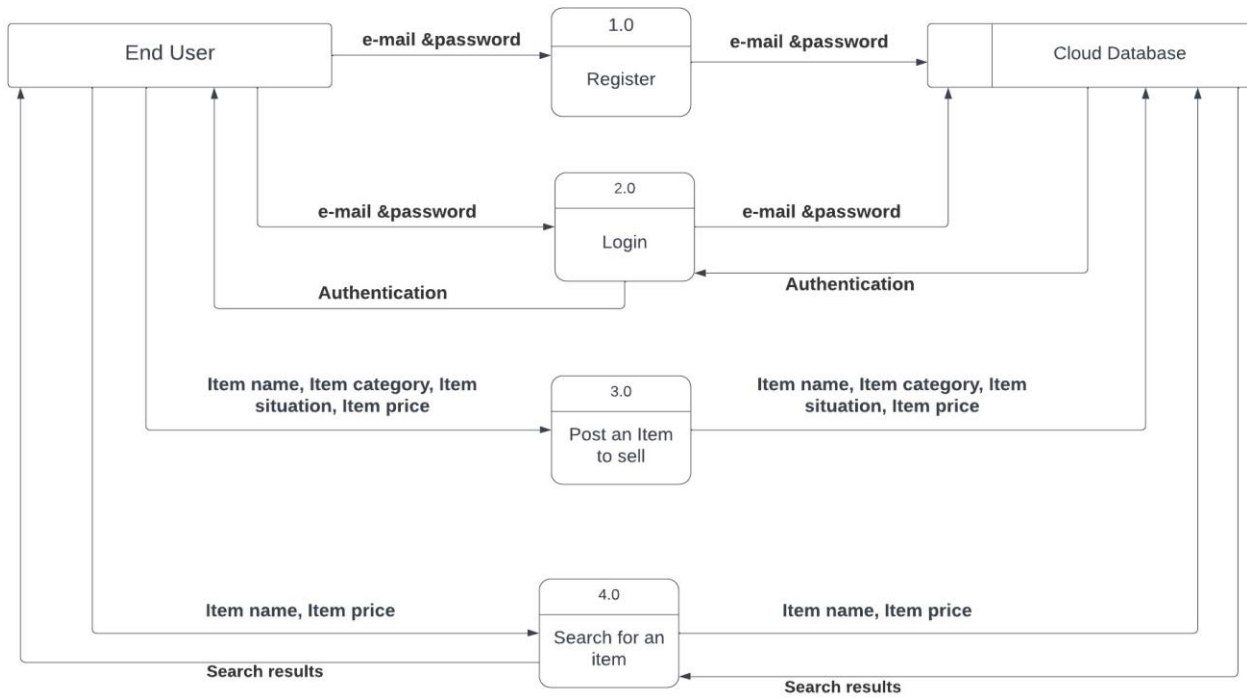 1.0
End User
e-mail &password
Register
e-mail &password
Cloud Database
2.0
e-mail &password
Login
e-mail &password
Authentication
Authentication
Item name, Item category, Item
situation, Item price
3.0
Post an Item
to sell
Item name, Item category, Item
situation, Item price
4.0
Item name, Item price
Search for an
item
Item name, Item price
Search results
Search results